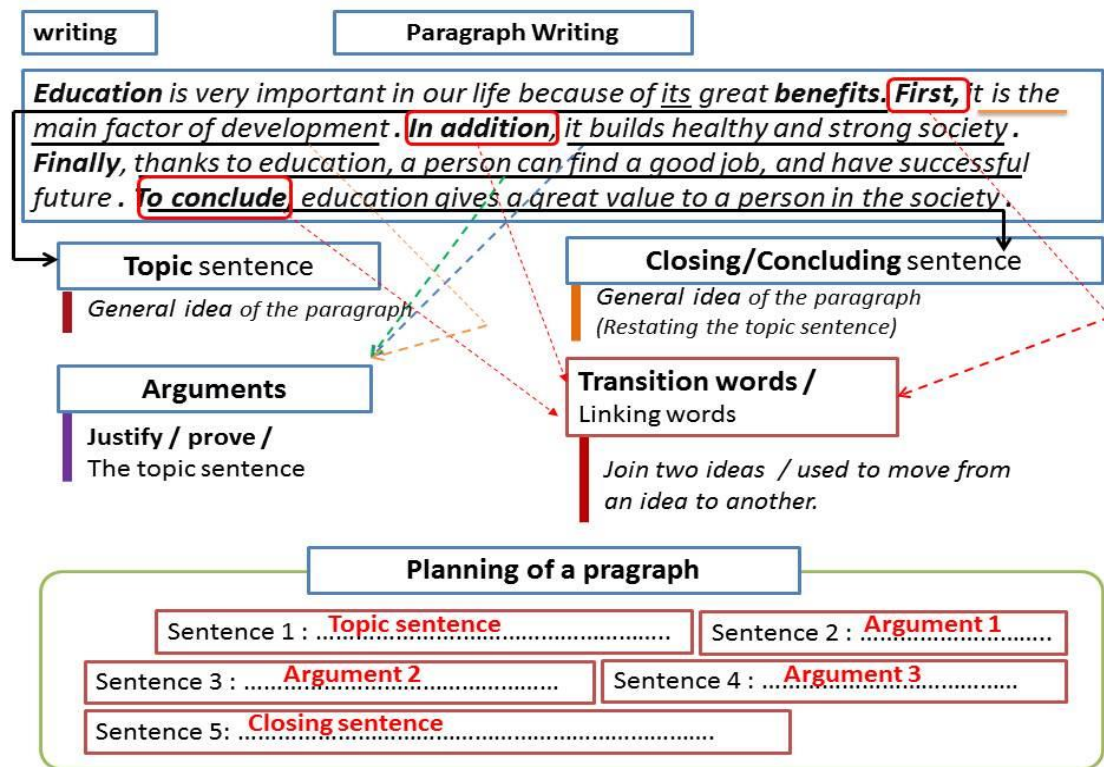 writing
Paragraph Writing
Education is very important in our life because of its great benefits. First, it is the
main factor of development . In addition, it builds healthy and strong society .
Finally, thanks to education, a person can find a good job, and have successful
future . To conclude, education gives a great value to a person in the society .
Topic sentence
General idea of the paragraph
Closing/Concluding sentence
General idea of the paragraph
(Restating the topic sentence)
Arguments
Justify / prove /
The topic sentence
Transition words /
Linking words
Join two ideas / used to move from
an idea to another.
Planning of a pragraph
Sentence 1 : Topic sentence
Sentence 2 : Argument 1
Sentence 3 : Argument 2
Sentence 4 : Argument 3
Sentence 5: Closing sentence